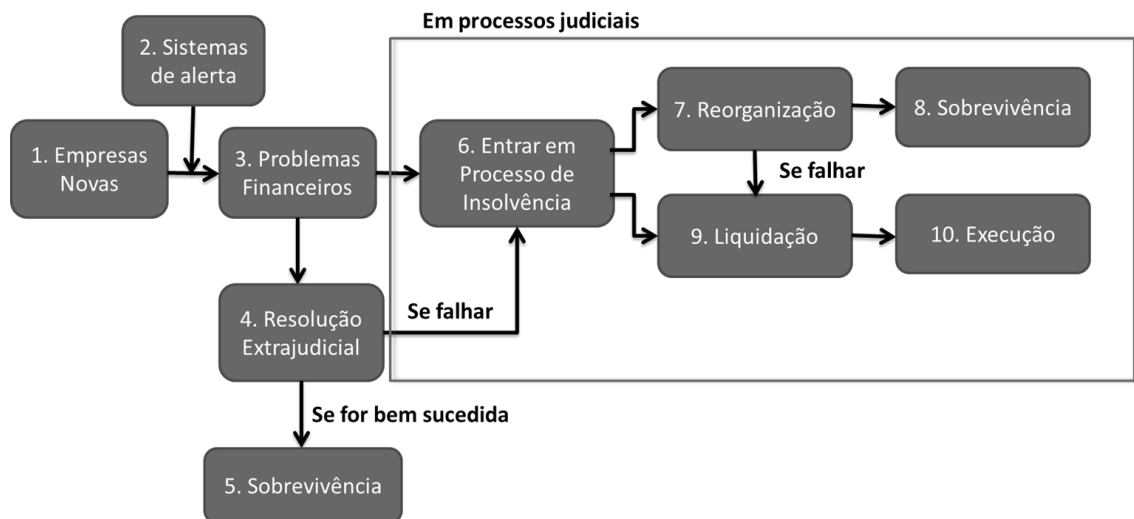 Em processos judiciais
2. Sistemas
de alerta
1. Empresas
Novas
3. Problemas
Financeiros
6. Entrar em
Processo de
Insolvência
7. Reorganização
8. Sobrevivência
Se falhar
9. Liquidação
10. Execução
4. Resolução
Extrajudicial
Se falhar
Se for bem sucedida
5. Sobrevivência